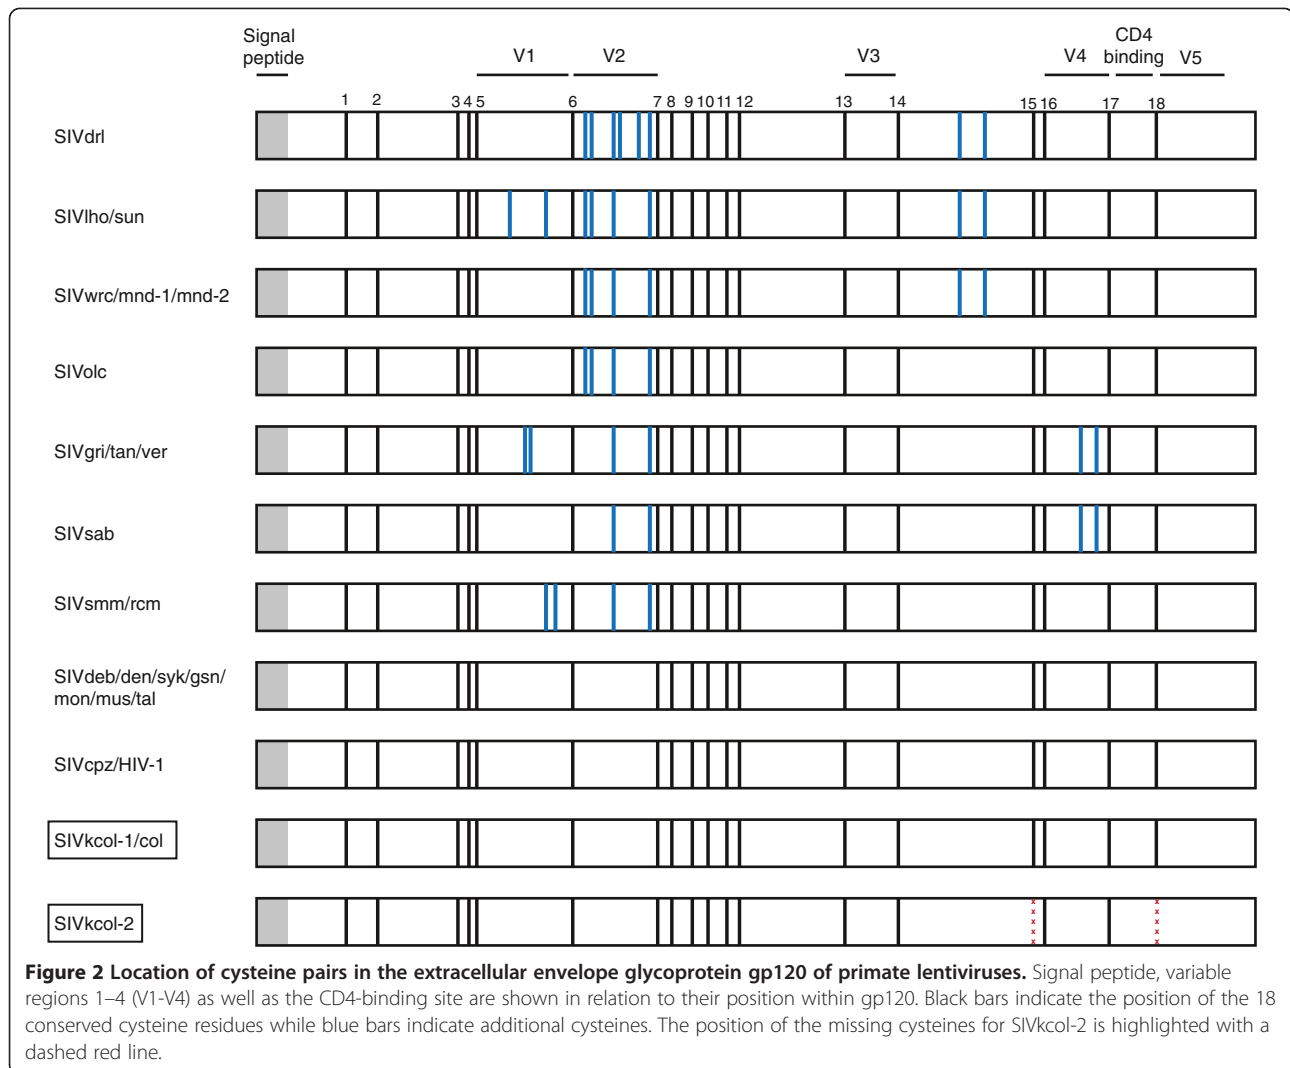 Signal
peptide
V1
V2
V3
V4
CD4
binding
V5
1 2 3 4 5 6 7 8 9 10 11 12 13 14 15 16 17 18
SIVdrl
SIVlho/sun
SIVwrc/mnd-1/mnd-2
SIVolc
SIVgri/tan/ver
SIVsab
SIVsmm/rcm
SIVdeb/den/syk/gsn/
mon/mus/tal
SIVcpz/HIV-1
SIVkcol-1/col
SIVkcol-2
x x
x x
x x
x x
x x
Figure 2 Location of cysteine pairs in the extracellular envelope glycoprotein gp120 of primate lentiviruses. Signal peptide, variable
regions 1–4 (V1-V4) as well as the CD4-binding site are shown in relation to their position within gp120. Black bars indicate the position of the 18
conserved cysteine residues while blue bars indicate additional cysteines. The position of the missing cysteines for SIVkcol-2 is highlighted with a
dashed red line.